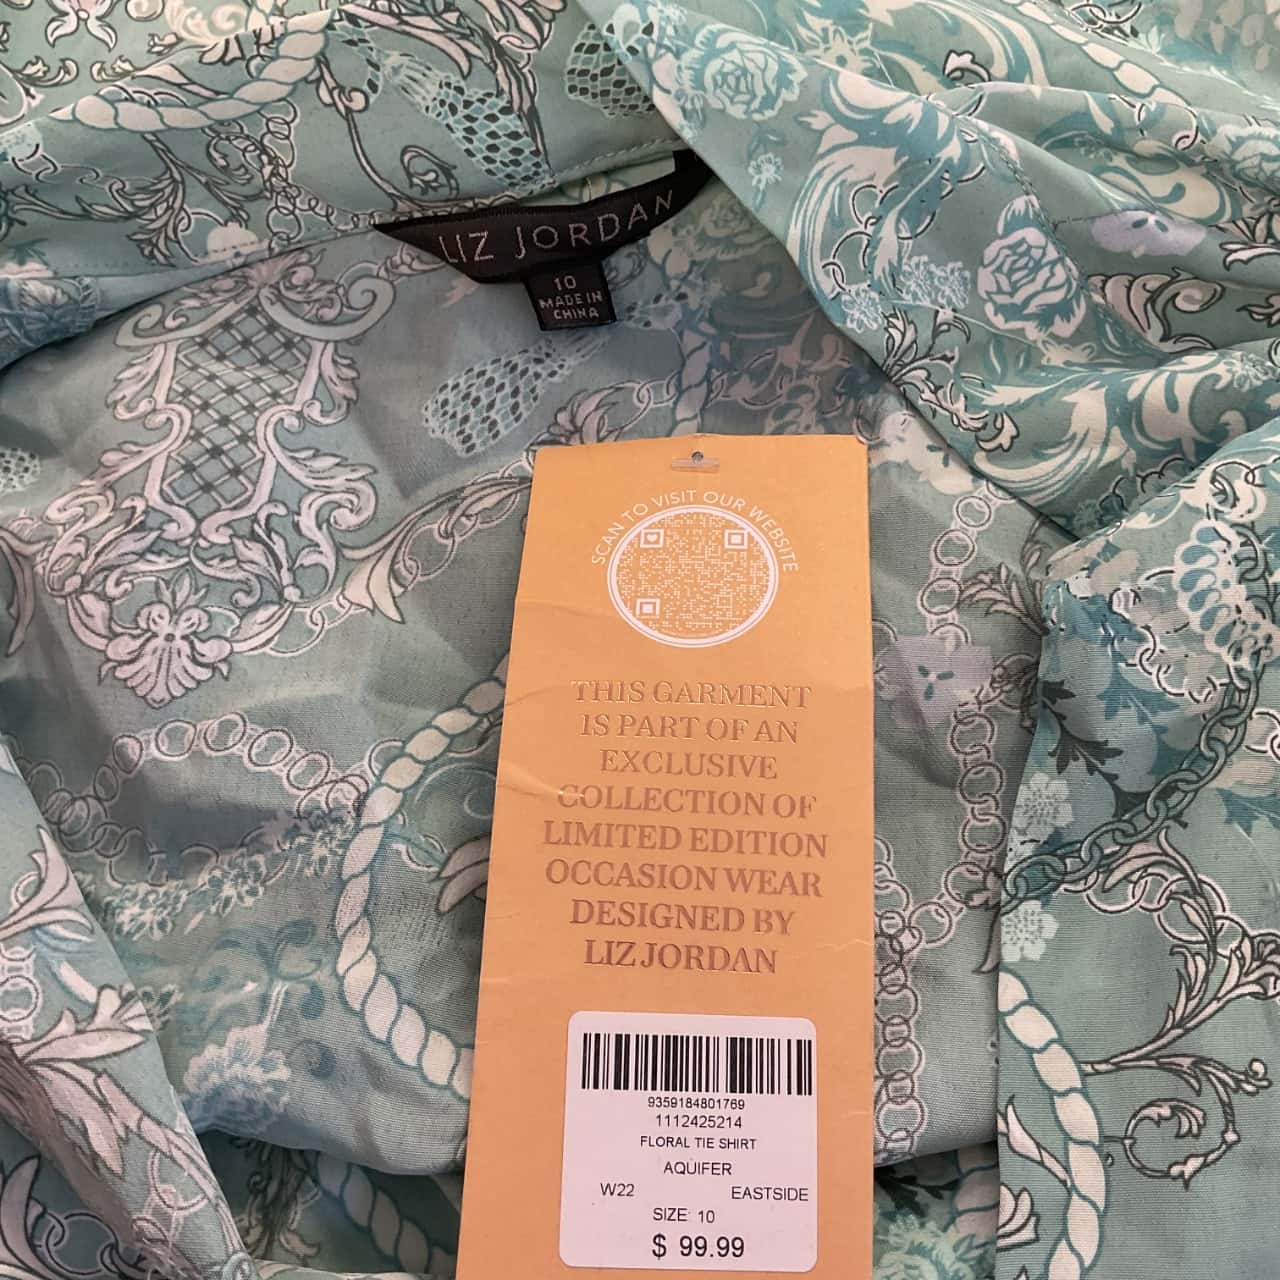 LIZ JORDAN
10
MADE IN
CHINA
SCAN TO VISIT OUR WEBSITE
THIS GARMENT
IS PART OF AN
EXCLUSIVE
COLLECTION OF
LIMITED EDITION
OCCASION WEAR
DESIGNED BY
LIZ JORDAN
9359184801769
1112425214
FLORAL TIE SHIRT
AQUIFER
W22 EASTSIDE
SIZE: 10
$ 99.99